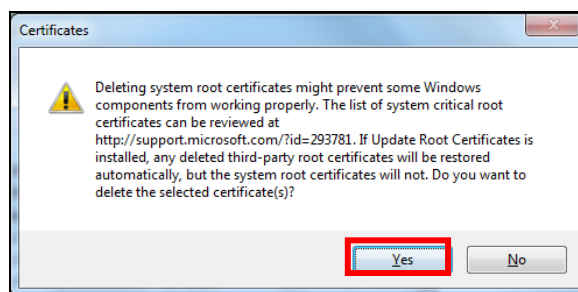 Certificates
Deleting system root certificates might prevent some Windows
components from working properly. The list of system critical root
certificates can be reviewed at
http://support.microsoft.com/?id=293781. If Update Root Certificates is
installed, any deleted third-party root certificates will be restored
automatically, but the system root certificates will not. Do you want to
delete the selected certificate(s)?
Yes No